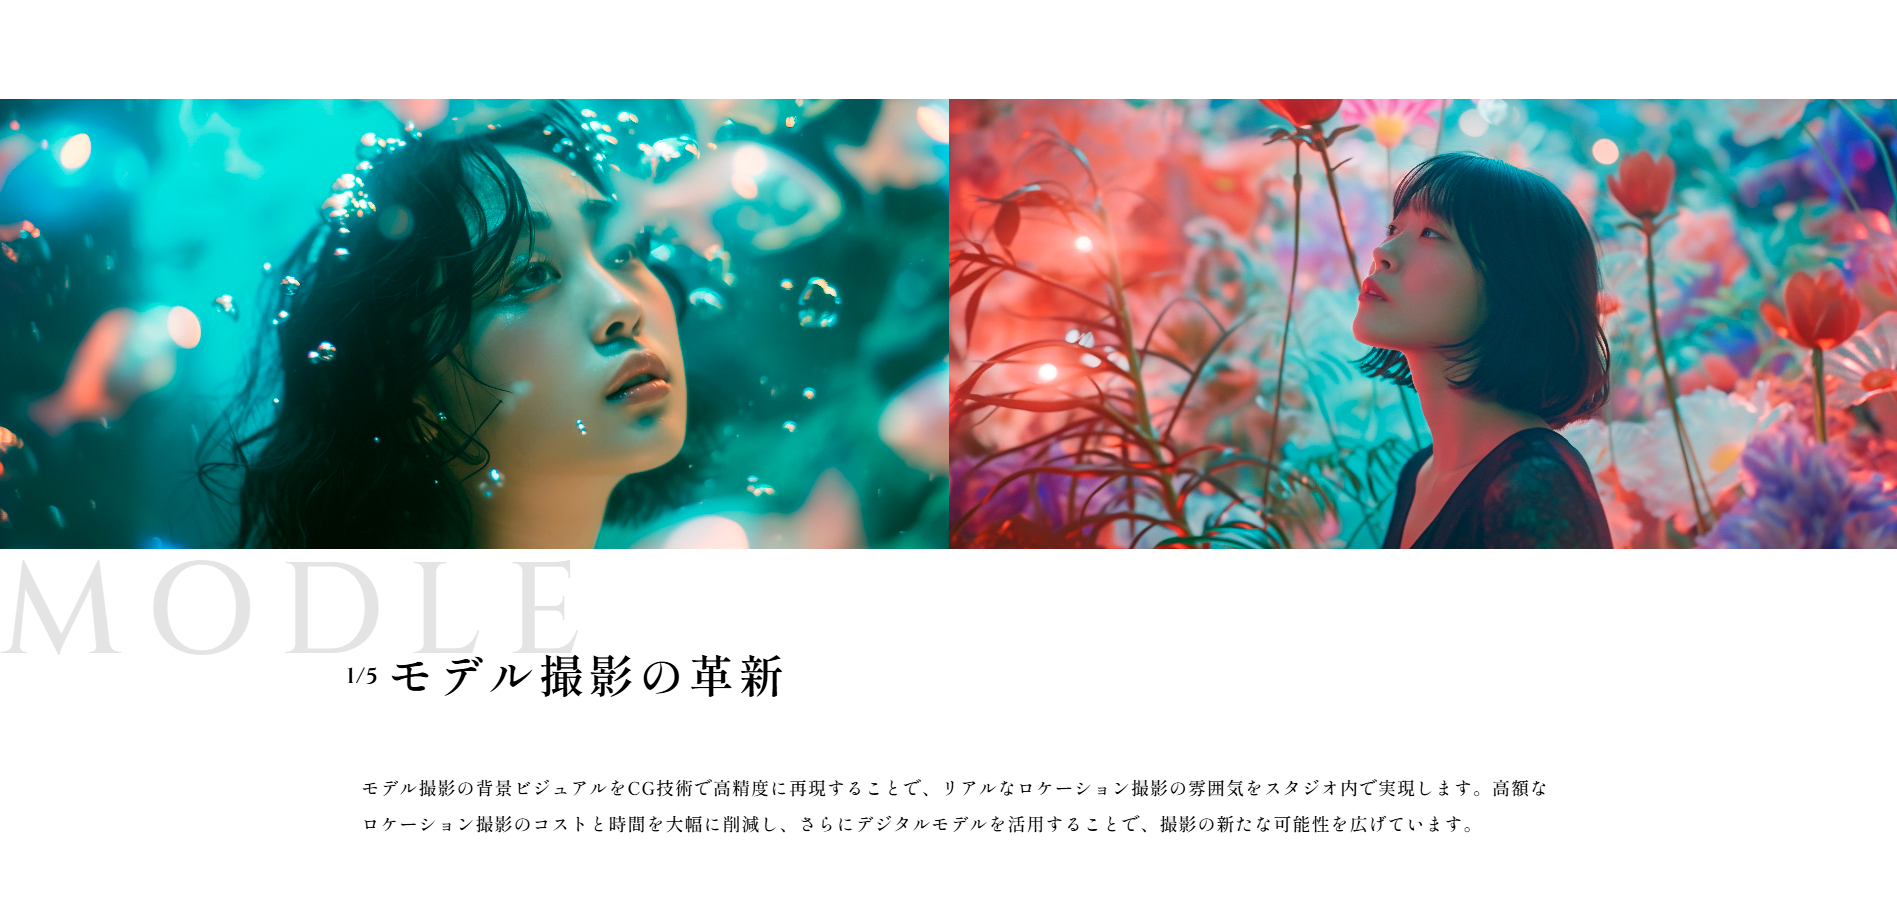 MODLE
1/5 モデル撮影の革新
モデル撮影の背景ビジュアルをCG技術で高精度に再現することで、リアルなロケーション撮影の雰囲気をスタジオ内で実現します。高額な
ロケーション撮影のコストと時間を大幅に削減し、さらにデジタルモデルを活用することで、撮影の新たな可能性を広げています。